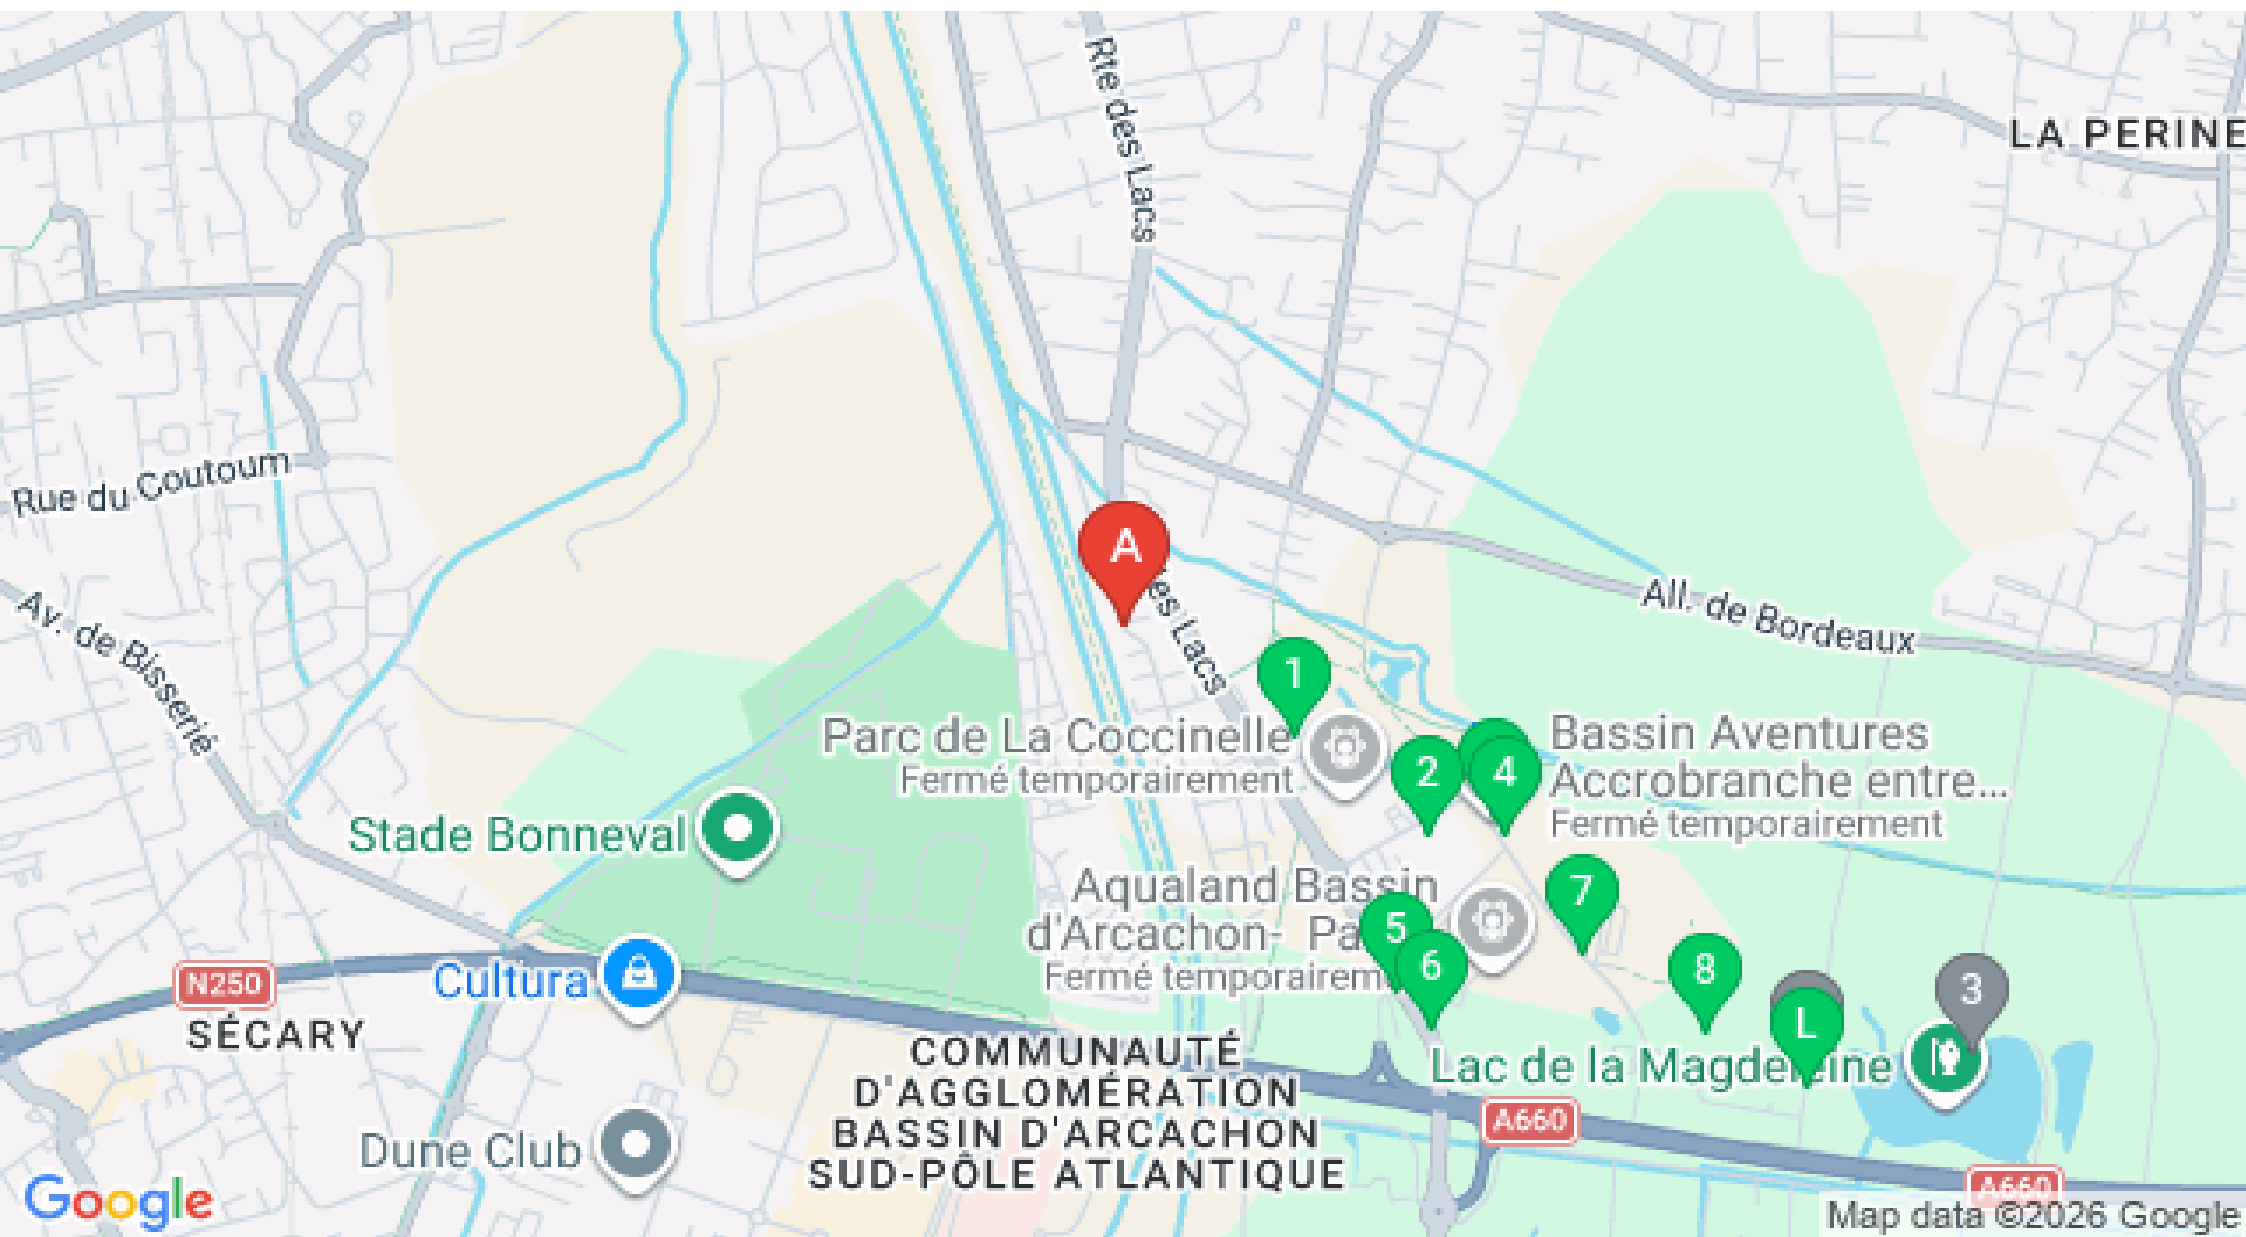 Rte des Lacs
LA PERINE
Rue du Coutoum
A
Av. de Bisserié
All. de Bordeaux
es Lacs
1
Parc de La Coccinelle
Fermé temporairement
2
4
Bassin Aventures
Accrobranche entre...
Fermé temporairement
Stade Bonneval
Aqualand Bassin
d'Arcachon- Pa
Fermé temporairem
5
6
7
8
3
L
N250
Cultura
SÉCARY
COMMUNAUTÉ
D'AGGLOMÉRATION
BASSIN D'ARCACHON
SUD-PÔLE ATLANTIQUE
Lac de la Magdeleine
A660
Dune Club
A660
Google
Map data ©2026 Google